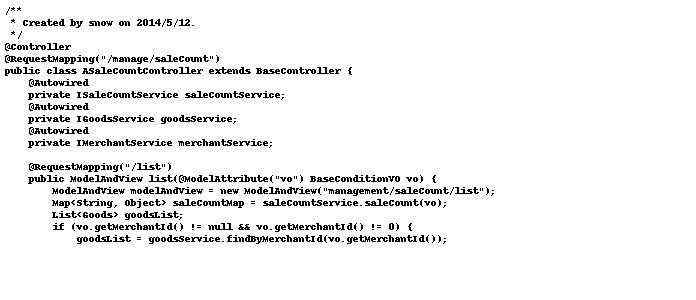 /**
 * Created by snow on 2014/5/12.
 */
@Controller
@RequestMapping("/manage/saleCount")
public class ASaleCountController extends BaseController {
    @Autowired
    private ISaleCountService saleCountService;
    @Autowired
    private IGoodsService goodsService;
    @Autowired
    private IMerchantService merchantService;

    @RequestMapping("/list")
    public ModelAndView list(@ModelAttribute("vo") BaseConditionVO vo) {
        ModelAndView modelAndView = new ModelAndView("management/saleCount/list");
        Map<String, Object> saleCountMap = saleCountService.saleCount(vo);
        List<Goods> goodsList;
        if (vo.getMerchantId() != null && vo.getMerchantId() != 0) {
            goodsList = goodsService.findByMerchantId(vo.getMerchantId());